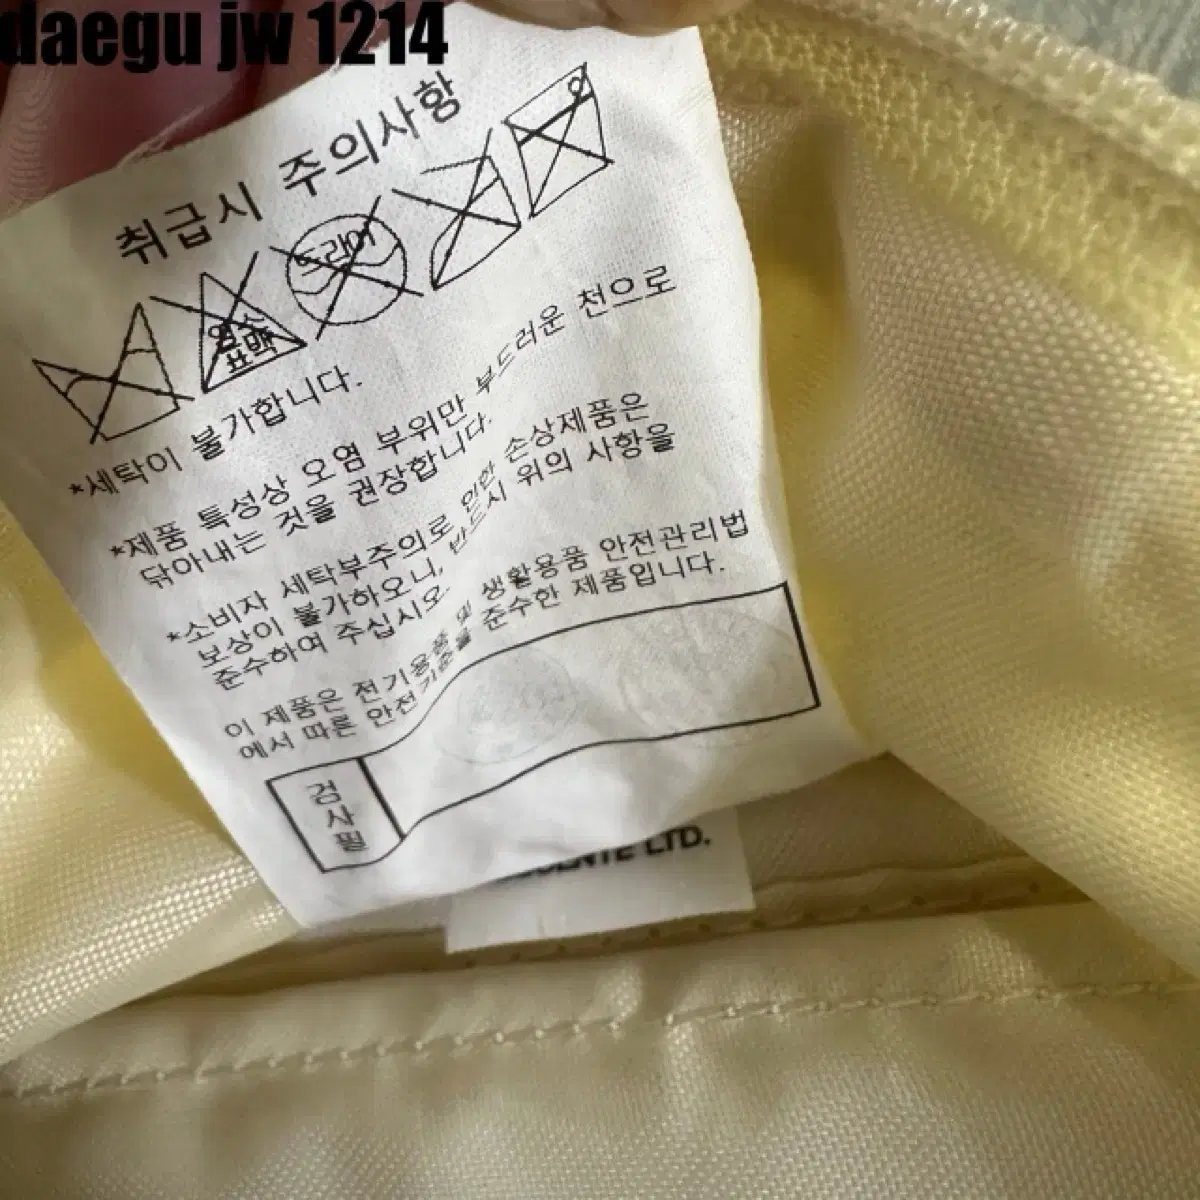 daegu jw 1214
취급시 주의사항
염소
표백
드라이
*세탁이 불가합니다.
*제품 특성상 오염 부위만 부드러운 천으로
닦아내는 것을 권장합니다.
*소비자 세탁부주의로 인한 손상제품은
보상이 불가하오니, 반드시 위의 사항을
준수하여 주십시오.
이 제품은 전기용품 및 생활용품 안전관리법
에서 따른 안전기준을 준수한 제품입니다.
검사필
LTD.